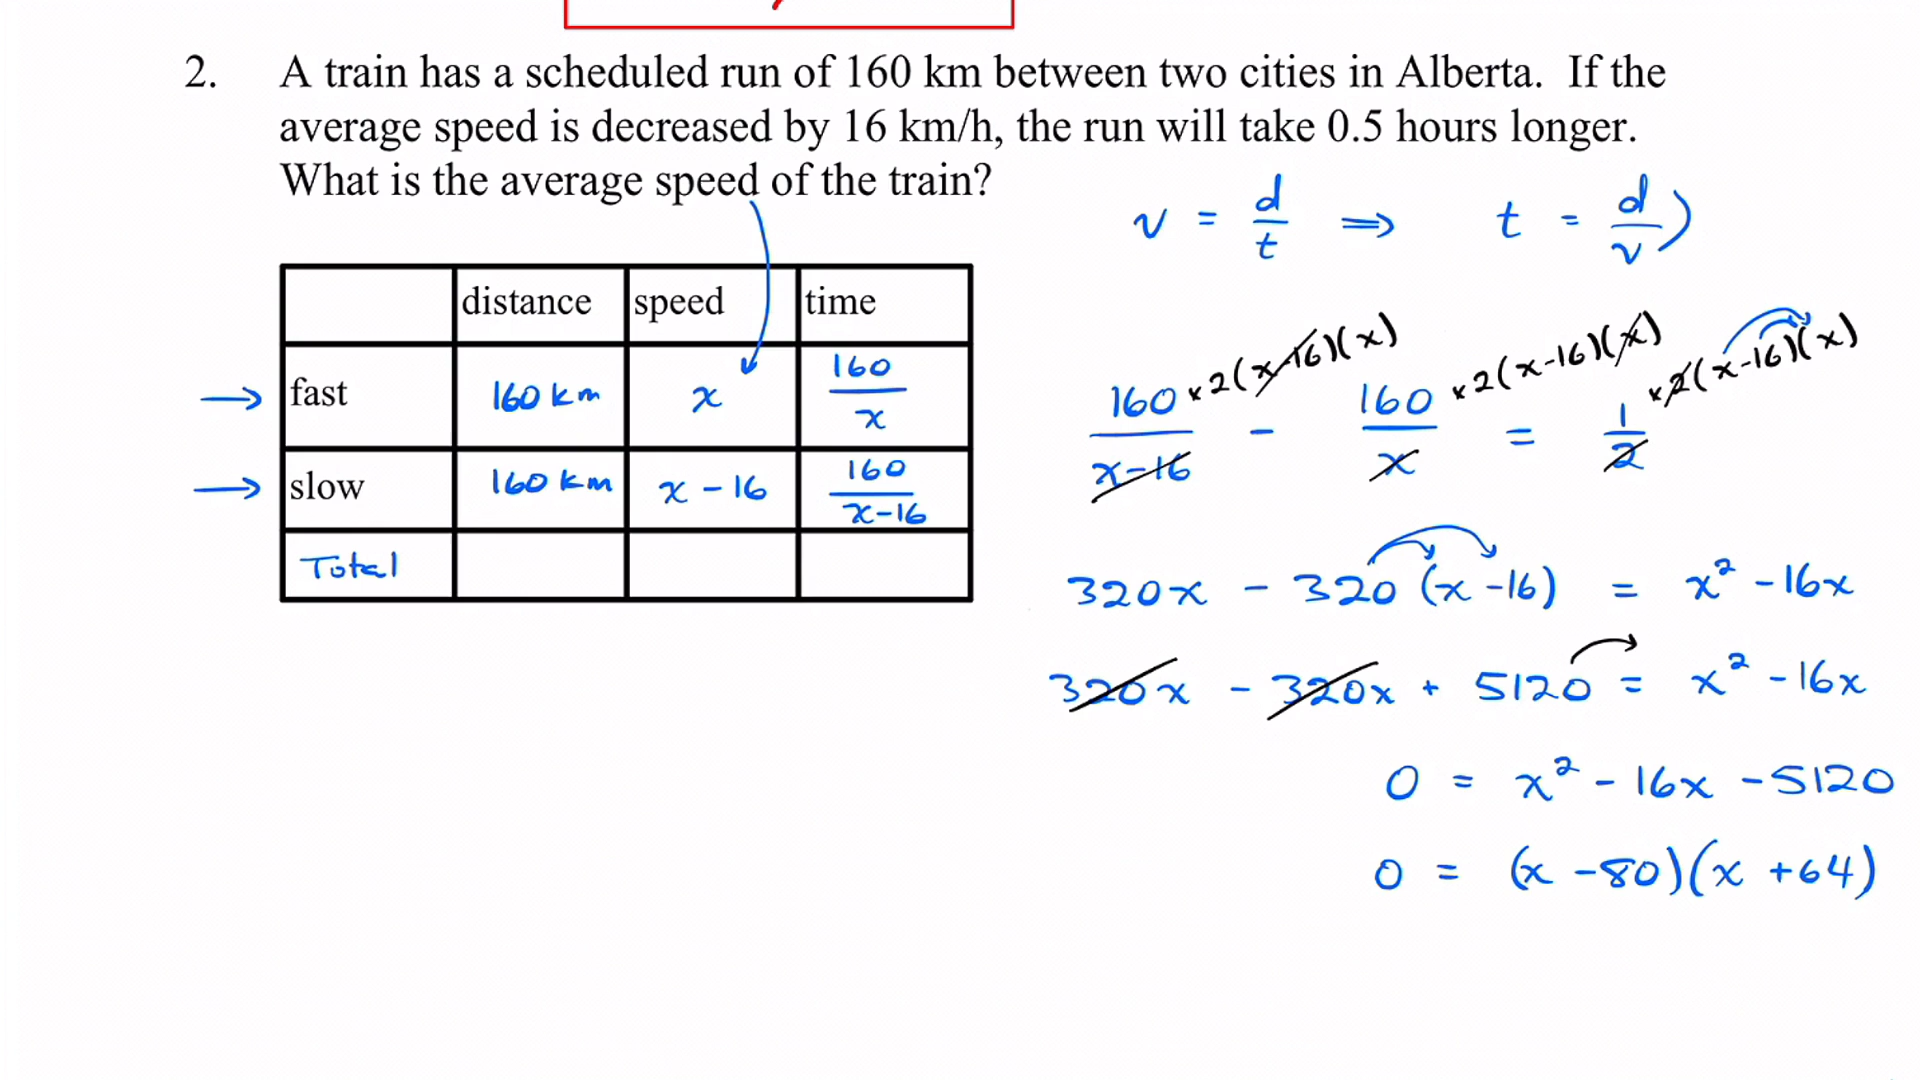 2. A train has a scheduled run of 160 km between two cities in Alberta. If the
average speed is decreased by 16 km/h, the run will take 0.5 hours longer.
What is the average speed of the train?
v = d/t ⇒ t = d/v
distance speed time
→ fast 160 km x 160/x
→ slow 160 km x - 16 160/x-16
Total
160/x-16 ×2(x-16)(x) - 160/x ×2(x-16)(x) = 1/2 ×2(x-16)(x)
320x - 320(x - 16) = x² - 16x
320x - 320x + 5120 = x² - 16x
0 = x² - 16x - 5120
0 = (x - 80)(x + 64)